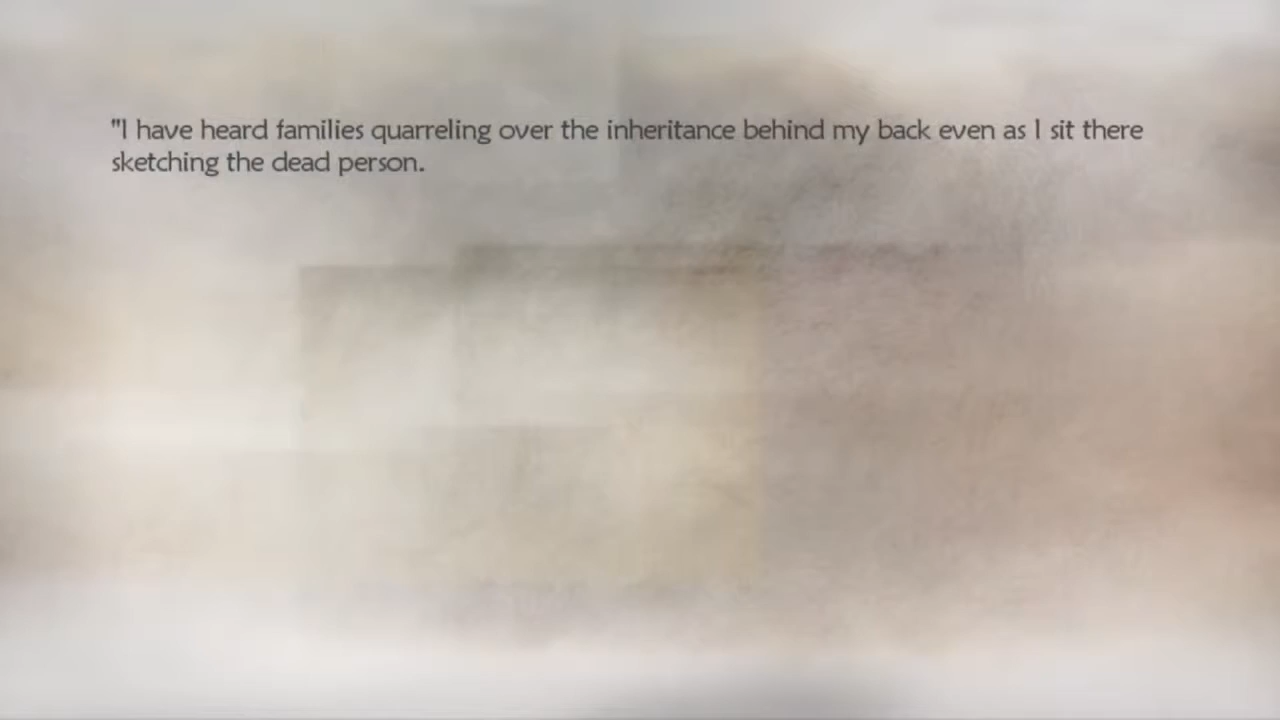 "I have heard families quarreling over the inheritance behind my back even as I sit there
sketching the dead person.